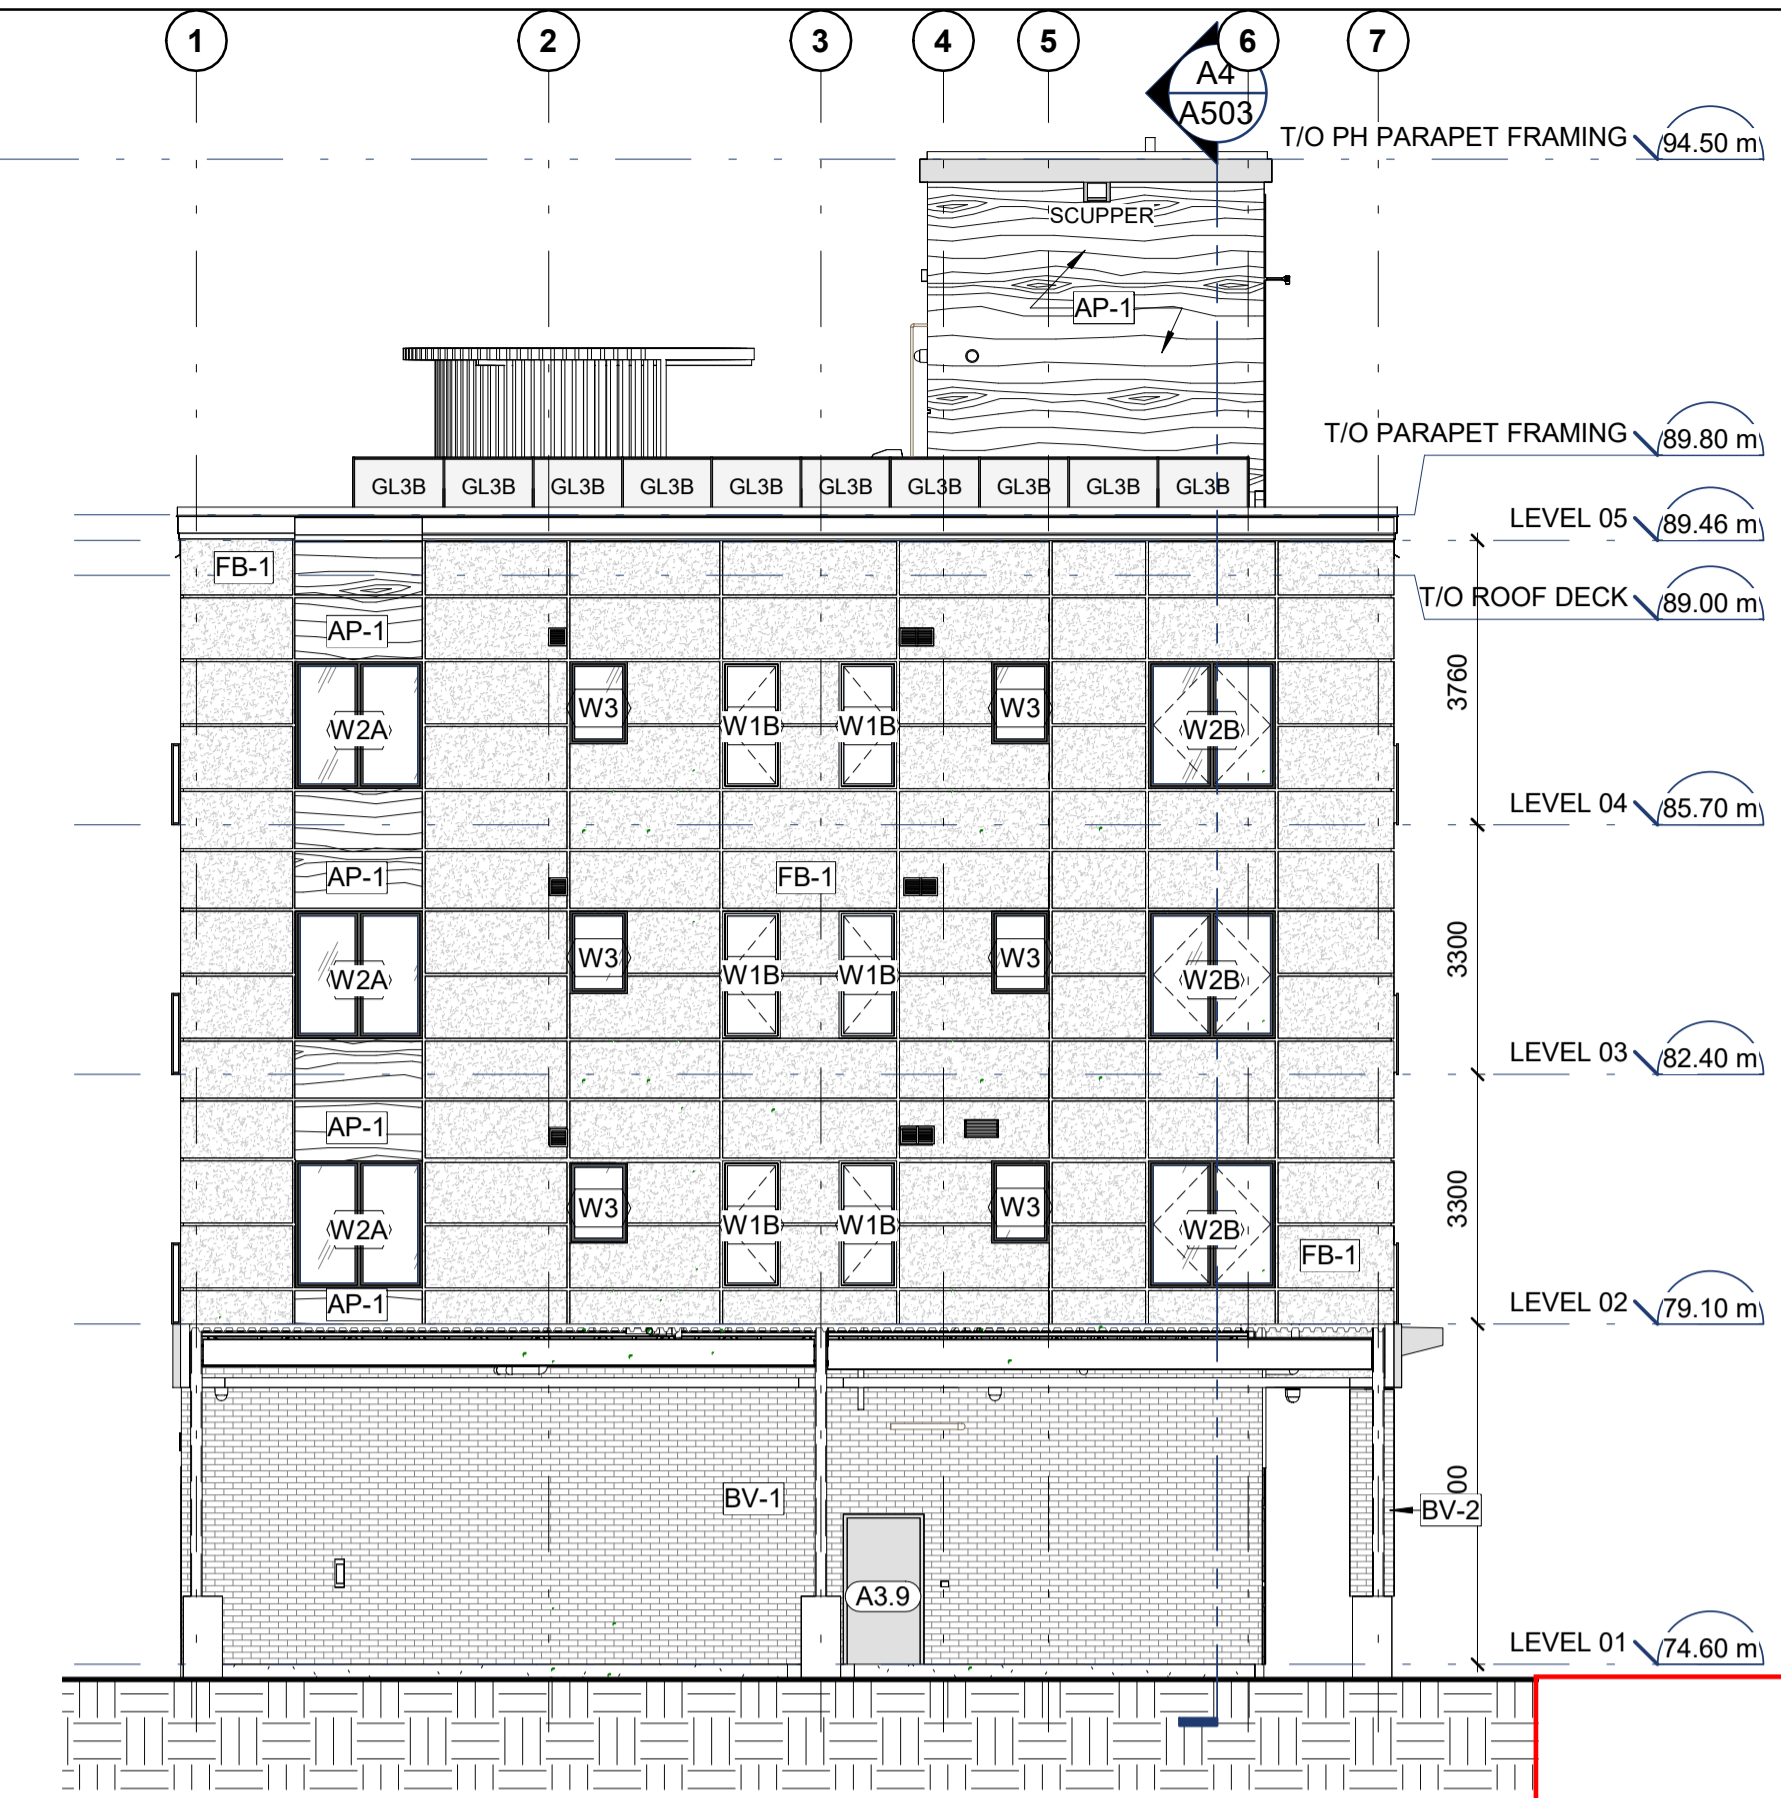 1 2 3 4 5 6 7
A4
A503
T/O PH PARAPET FRAMING 94.50 m
SCUPPER
AP-1
T/O PARAPET FRAMING 89.80 m
GL3B GL3B GL3B GL3B GL3B GL3B GL3B GL3B GL3B GL3B
LEVEL 05 89.46 m
FB-1
T/O ROOF DECK 89.00 m
AP-1
3760
W2A W3 W1B W1B W3 W2B
LEVEL 04 85.70 m
AP-1 FB-1
3300
W2A W3 W1B W1B W3 W2B
LEVEL 03 82.40 m
AP-1
3300
W2A W3 W1B W1B W3 W2B
FB-1
AP-1
LEVEL 02 79.10 m
BV-1
00
BV-2
A3.9
LEVEL 01 74.60 m